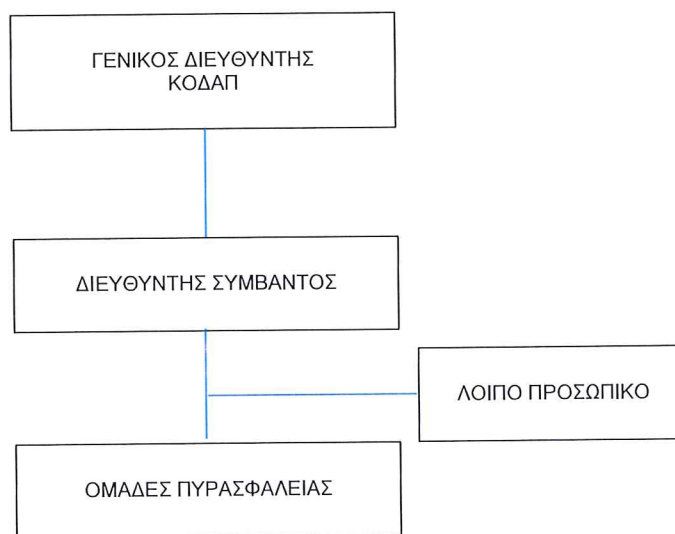 ΓΕΝΙΚΟΣ ΔΙΕΥΘΥΝΤΗΣ
ΚΟΔΑΠ
ΔΙΕΥΘΥΝΤΗΣ ΣΥΜΒΑΝΤΟΣ
ΛΟΙΠΟ ΠΡΟΣΩΠΙΚΟ
ΟΜΑΔΕΣ ΠΥΡΑΣΦΑΛΕΙΑΣ